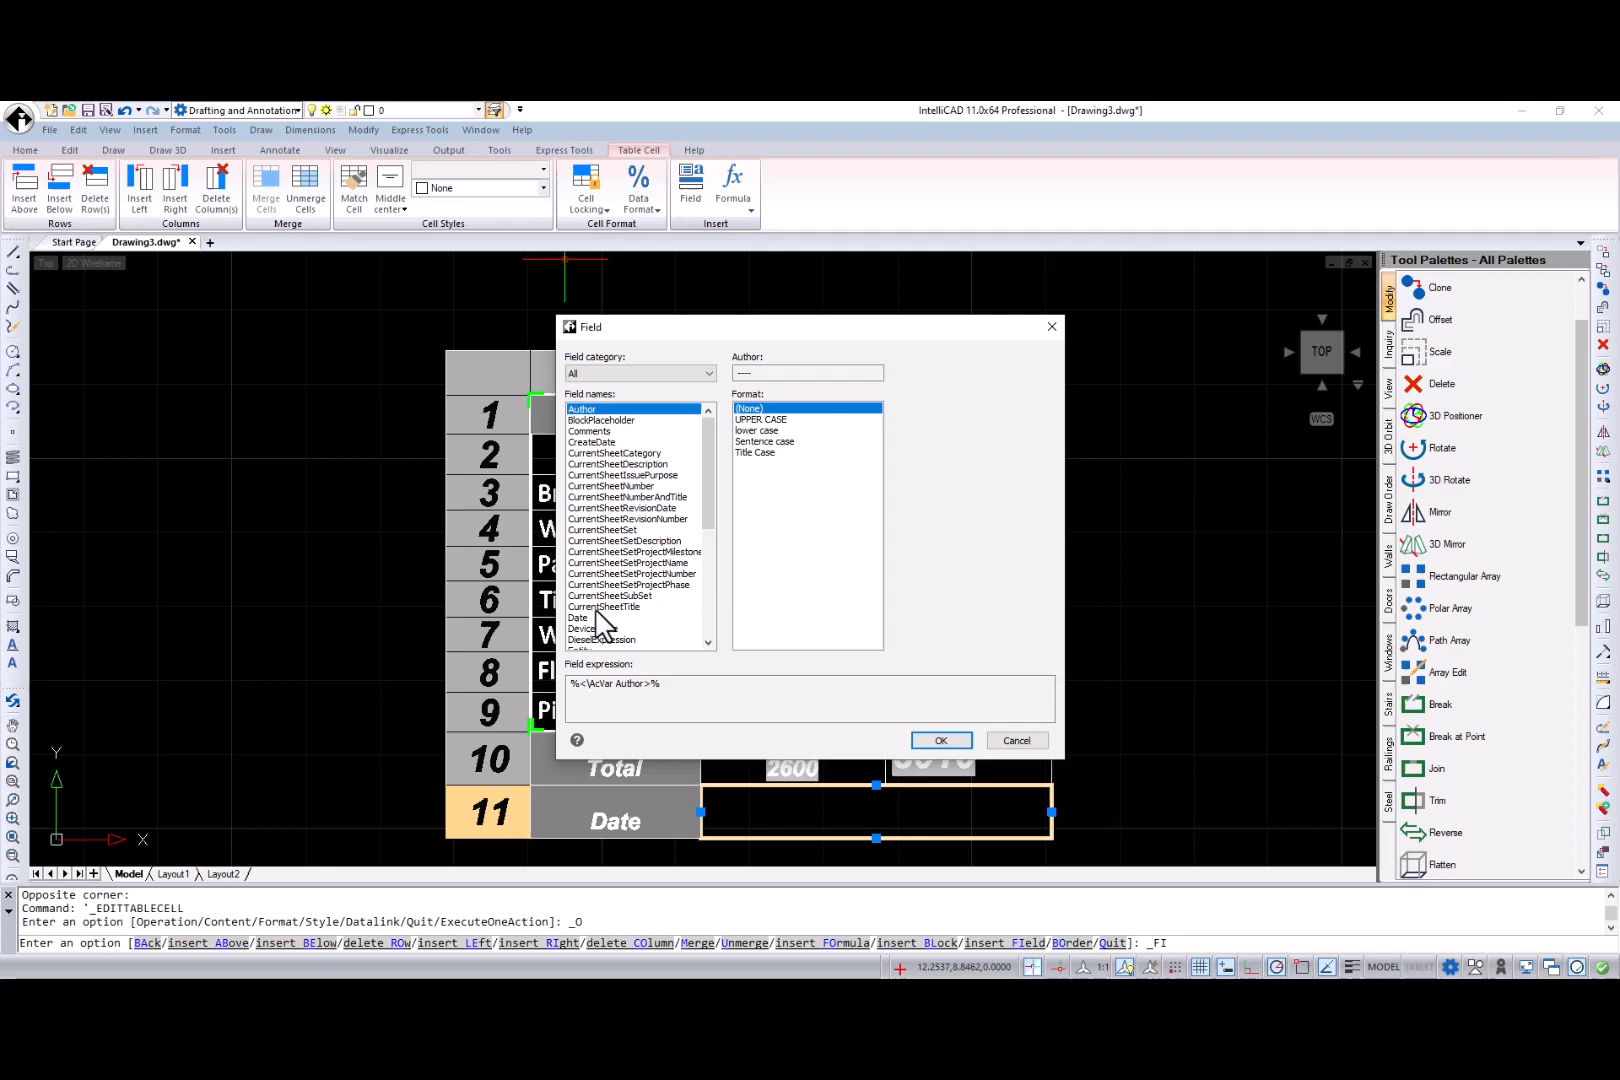 Drafting and Annotation
0
IntelliCAD 11.0x64 Professional - [Drawing3.dwg*]
File Edit View Insert Format Tools Draw Dimensions Modify Express Tools Window Help
Home Edit Draw Draw 3D Insert Annotate View Visualize Output Tools Express Tools Table Cell Help
Insert Above
Insert Below
Delete Row(s)
Insert Left
Insert Right
Delete Column(s)
Merge Cells
Unmerge Cells
Match Cell
Middle center
None
Cell Locking
Data Format
Field
Formula
Rows Columns Merge Cell Styles Cell Format Insert
Start Page Drawing3.dwg*
Top 2D Wireframe
Tool Palettes - All Palettes
Modify
Inquiry
View
3D Orbit
Draw Order
Walls
Doors
Windows
Stairs
Railings
Steel
Clone
Offset
Scale
Delete
3D Positioner
Rotate
3D Rotate
Mirror
3D Mirror
Rectangular Array
Polar Array
Path Array
Array Edit
Break
Break at Point
Join
Trim
Reverse
Flatten
TOP
WCS
Field
Field category:
All
Author:
----
Field names:
Author
BlockPlaceholder
Comments
CreateDate
CurrentSheetCategory
CurrentSheetDescription
CurrentSheetIssuePurpose
CurrentSheetNumber
CurrentSheetNumberAndTitle
CurrentSheetRevisionDate
CurrentSheetRevisionNumber
CurrentSheetSet
CurrentSheetSetDescription
CurrentSheetSetProjectMilestone
CurrentSheetSetProjectName
CurrentSheetSetProjectNumber
CurrentSheetSetProjectPhase
CurrentSheetSubSet
CurrentSheetTitle
Date
DieselExpression
Format:
(None)
UPPER CASE
lower case
Sentence case
Title Case
Field expression:
%<\AcVar Author>%
OK Cancel
1
2
3
4
5
6
7
8
9
10 Total 2600
11 Date
Y
X
Model Layout1 Layout2
Opposite corner:
Command: '_EDITTABLECELL
Enter an option [Operation/Content/Format/Style/Datalink/Quit/ExecuteOneAction]: _O
Enter an option [BAck/insert ABove/insert BElow/delete ROw/insert LEft/insert RIght/delete COlumn/Merge/Unmerge/insert FOrmula/insert BLock/insert FIeld/BOrder/Quit]: _FI
12.2537,8.8462,0.0000 1:1 MODEL TABLET